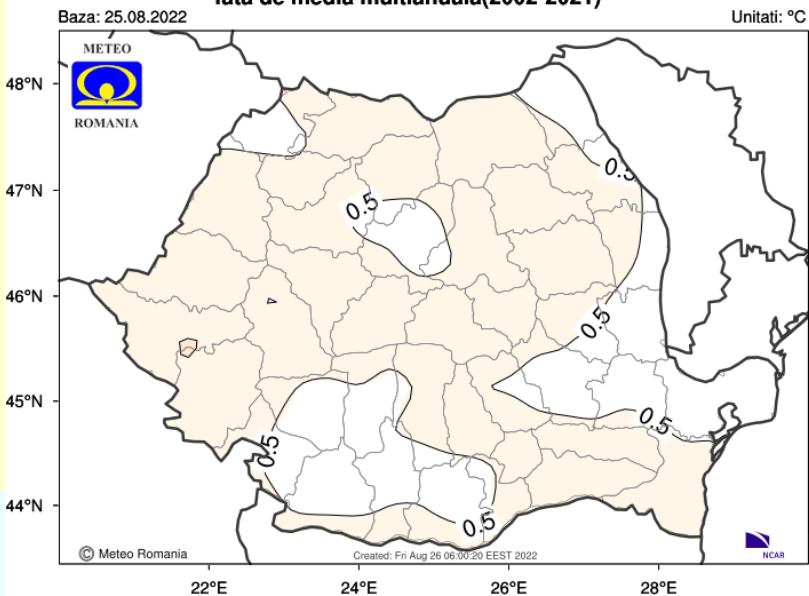 fata de media multianuala(2002-2021)
Baza: 25.08.2022
Unitati: °C
METEO
ROMANIA
48°N
47°N
46°N
45°N
44°N
0.5
0.5
0.5
0.5
0.5
0.5
© Meteo Romania
Created: Fri Aug 26 06:00:20 EEST 2022
NCAR
22°E
24°E
26°E
28°E